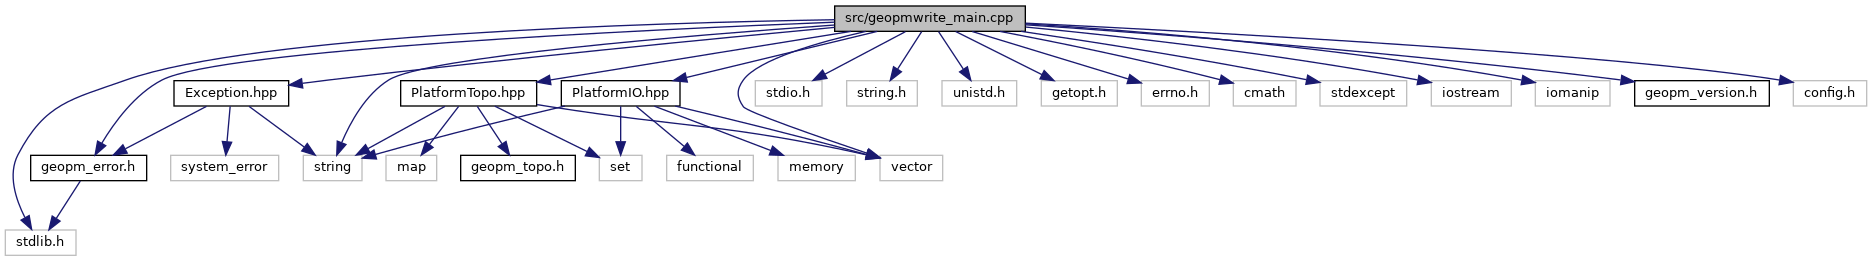 src/geopmwrite_main.cpp
Exception.hpp
PlatformTopo.hpp
PlatformIO.hpp
stdio.h
string.h
unistd.h
getopt.h
errno.h
cmath
stdexcept
iostream
iomanip
geopm_version.h
config.h
geopm_error.h
system_error
string
map
geopm_topo.h
set
functional
memory
vector
stdlib.h